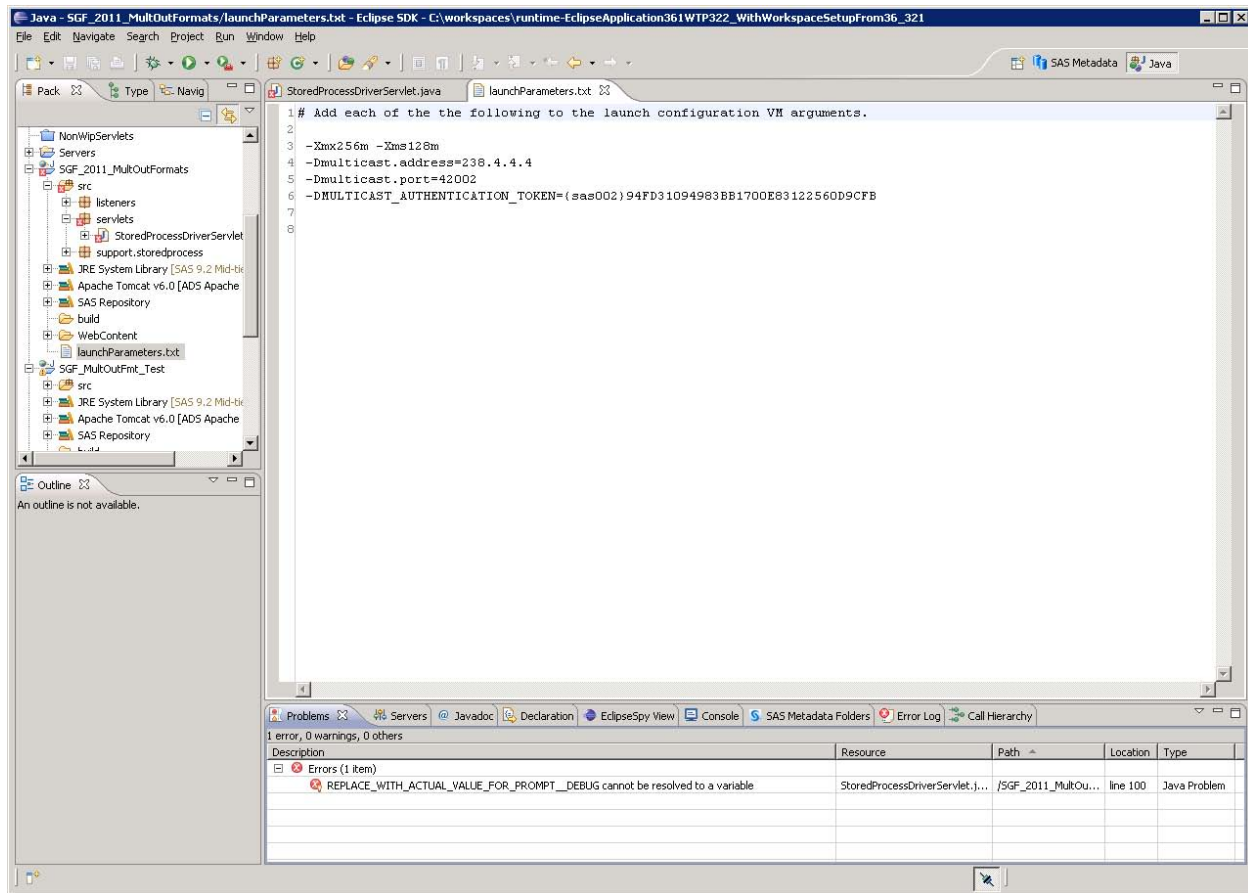 Java - SGF_2011_MultOutFormats/launchParameters.txt - Eclipse SDK - C:\workspaces\runtime-EclipseApplication361WTP322_WithWorkspaceSetupFrom36_321
File Edit Navigate Search Project Run Window Help
SAS Metadata Java
Pack Type Navig
StoredProcessDriverServlet.java launchParameters.txt
NonWipServlets
Servers
SGF_2011_MultOutFormats
src
listeners
servlets
StoredProcessDriverServlet
support.storedprocess
JRE System Library [SAS 9.2 Mid-tie
Apache Tomcat v6.0 [ADS Apache
SAS Repository
build
WebContent
launchParameters.txt
SGF_MultOutFmt_Test
src
JRE System Library [SAS 9.2 Mid-tie
Apache Tomcat v6.0 [ADS Apache
SAS Repository
build
1 # Add each of the the following to the launch configuration VM arguments.
2
3 -Xmx256m -Xms128m
4 -Dmulticast.address=238.4.4.4
5 -Dmulticast.port=42002
6 -DMULTICAST_AUTHENTICATION_TOKEN={sas002}94FD31094983BB1700E83122560D9CFB
7
8
Outline
An outline is not available.
Problems Servers @ Javadoc Declaration EclipseSpy View Console SAS Metadata Folders Error Log Call Hierarchy
1 error, 0 warnings, 0 others
Description Resource Path Location Type
Errors (1 item)
REPLACE_WITH_ACTUAL_VALUE_FOR_PROMPT__DEBUG cannot be resolved to a variable StoredProcessDriverServlet.j... /SGF_2011_MultOu... line 100 Java Problem